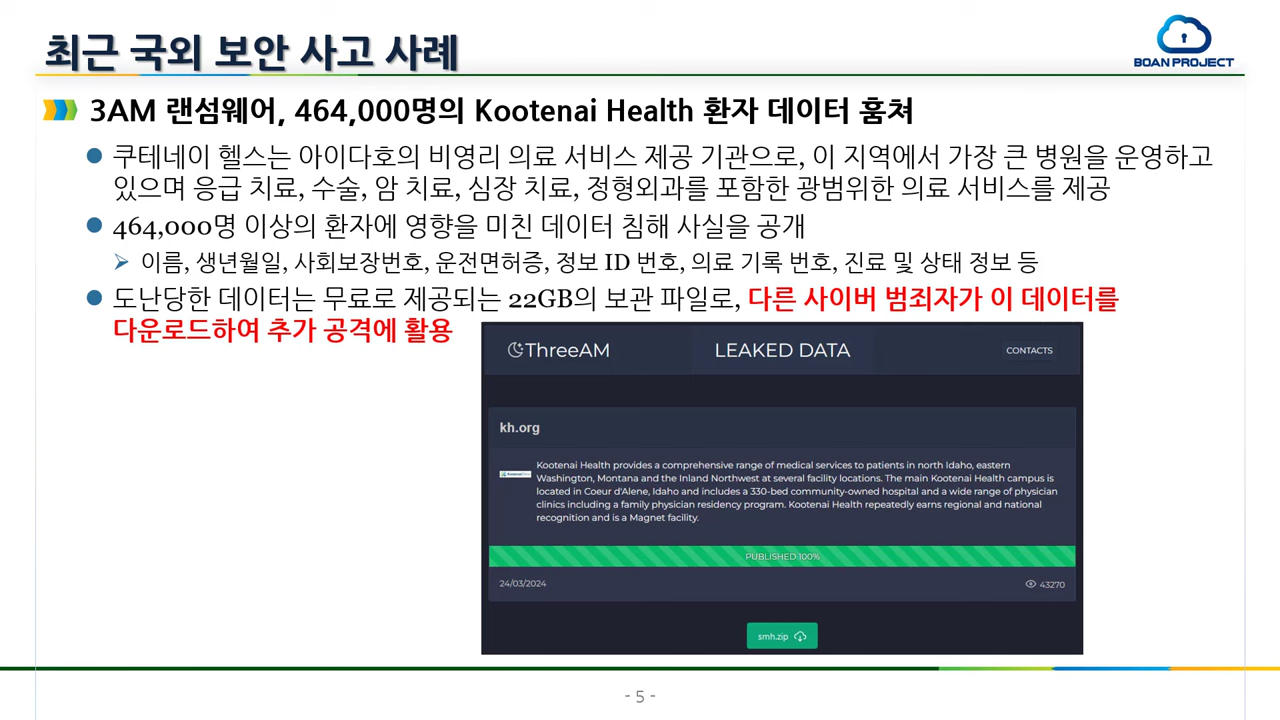 최근 국외 보안 사고 사례
BOAN PROJECT
3AM 랜섬웨어, 464,000명의 Kootenai Health 환자 데이터 훔쳐
쿠테네이 헬스는 아이다호의 비영리 의료 서비스 제공 기관으로, 이 지역에서 가장 큰 병원을 운영하고
있으며 응급 치료, 수술, 암 치료, 심장 치료, 정형외과를 포함한 광범위한 의료 서비스를 제공
464,000명 이상의 환자에 영향을 미친 데이터 침해 사실을 공개
이름, 생년월일, 사회보장번호, 운전면허증, 정보 ID 번호, 의료 기록 번호, 진료 및 상태 정보 등
도난당한 데이터는 무료로 제공되는 22GB의 보관 파일로, 다른 사이버 범죄자가 이 데이터를
다운로드하여 추가 공격에 활용
ThreeAM
LEAKED DATA
CONTACTS
kh.org
Kootenai Health provides a comprehensive range of medical services to patients in north Idaho, eastern
Washington, Montana and the Inland Northwest at several facility locations. The main Kootenai Health campus is
located in Coeur d'Alene, Idaho and includes a 330-bed community-owned hospital and a wide range of physician
clinics including a family physician residency program. Kootenai Health repeatedly earns regional and national
recognition and is a Magnet facility.
PUBLISHED 100%
24/03/2024
43270
smh.zip
- 5 -